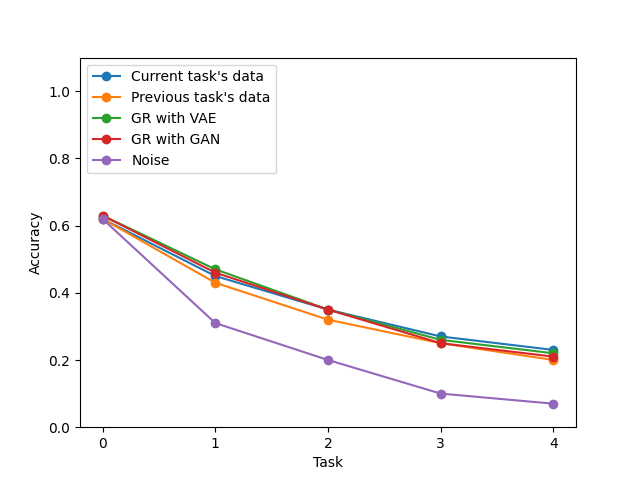 Current task's data
Previous task's data
GR with VAE
GR with GAN
Noise
1.0
0.8
0.6
0.4
0.2
0.0
Accuracy
0 1 2 3 4
Task